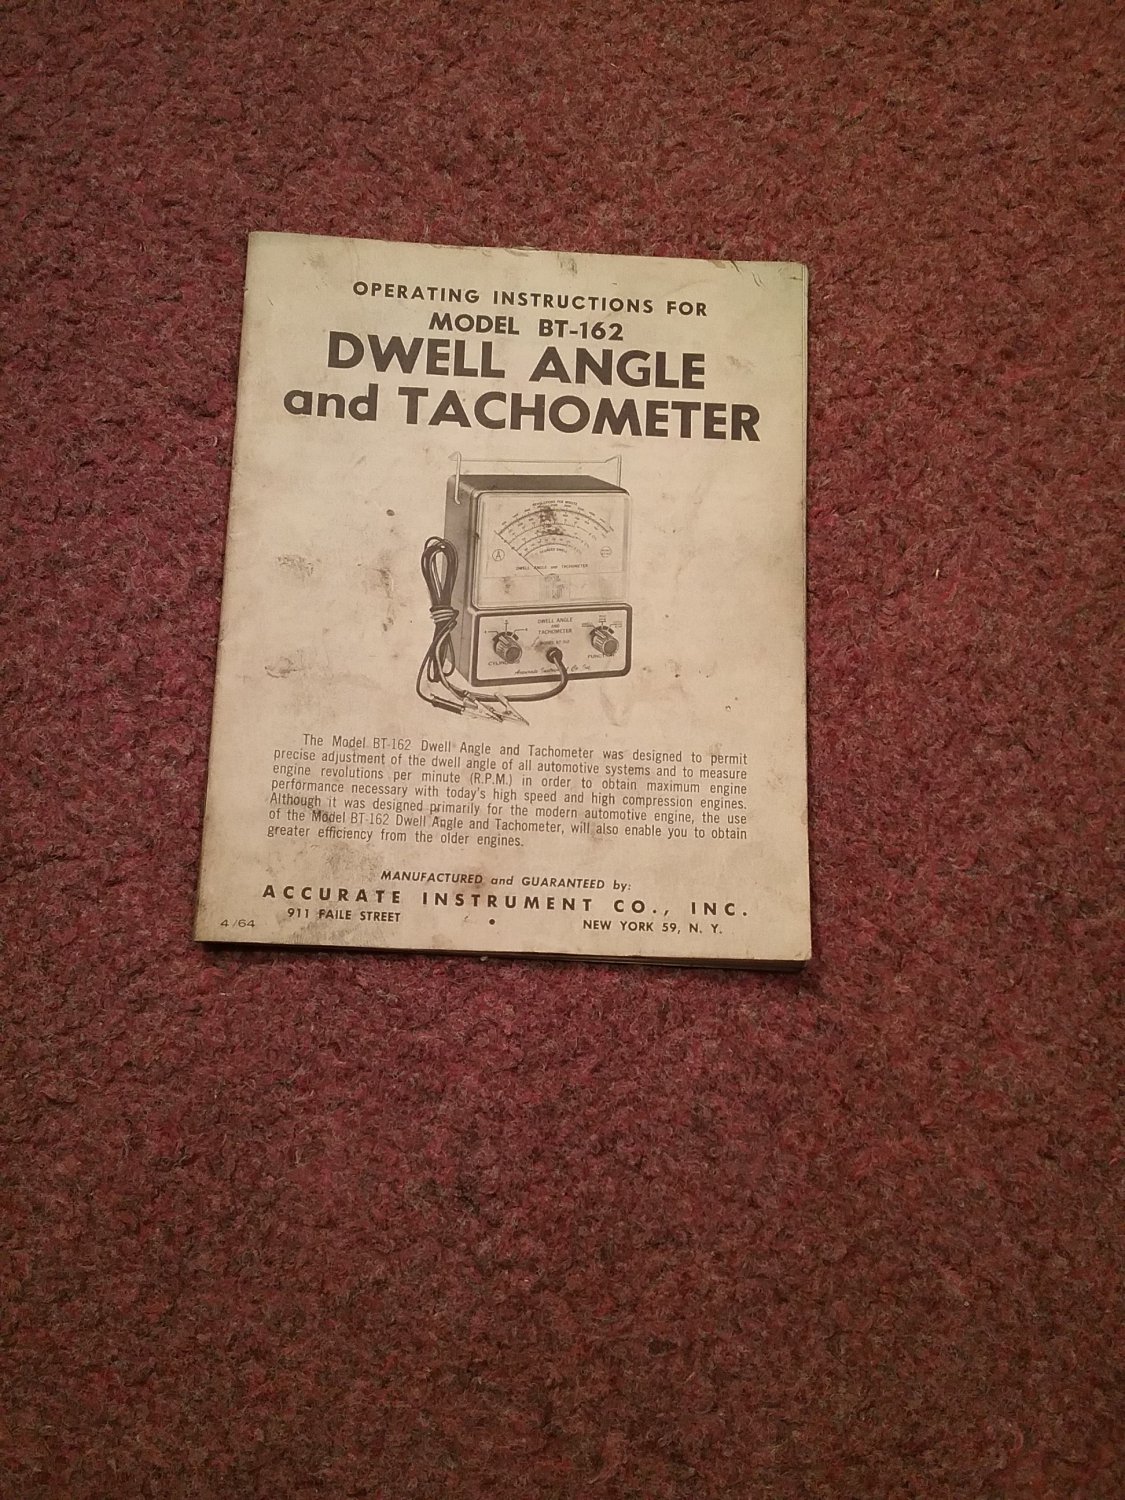 OPERATING INSTRUCTIONS FOR
MODEL BT-162
DWELL ANGLE
and TACHOMETER
REVOLUTIONS PER MINUTE
DWELL ANGLE and TACHOMETER
DWELL ANGLE
AND
TACHOMETER
The Model BT-162 Dwell Angle and Tachometer was designed to permit
precise adjustment of the dwell angle of all automotive systems and to measure
engine revolutions per minute (R.P.M.) in order to obtain maximum engine
performance necessary with today's high speed and high compression engines.
Although it was designed primarily for the modern automotive engine, the use
of the Model BT-162 Dwell Angle and Tachometer, will also enable you to obtain
greater efficiency from the older engines.
MANUFACTURED and GUARANTEED by:
ACCURATE INSTRUMENT CO., INC.
911 FAILE STREET • NEW YORK 59, N. Y.
4/64